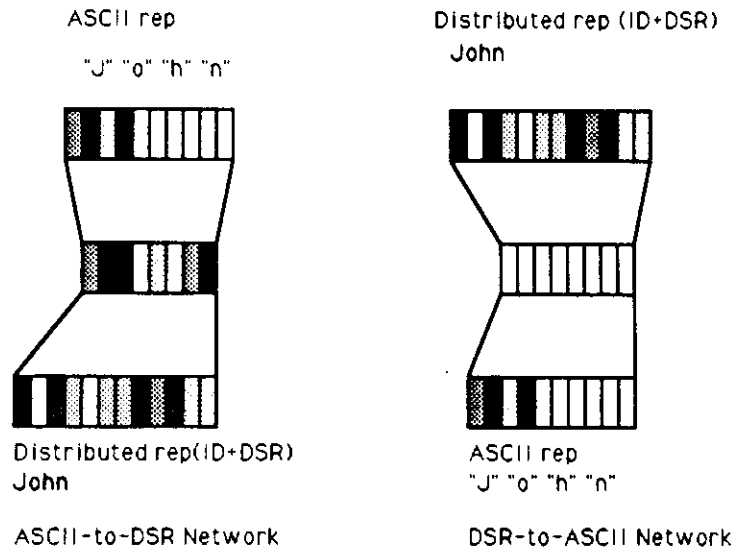 ASCII rep
"J" "o" "h" "n"
Distributed rep(ID+DSR)
John
ASCII-to-DSR Network
Distributed rep (ID+DSR)
John
ASCII rep
"J" "o" "h" "n"
DSR-to-ASCII Network